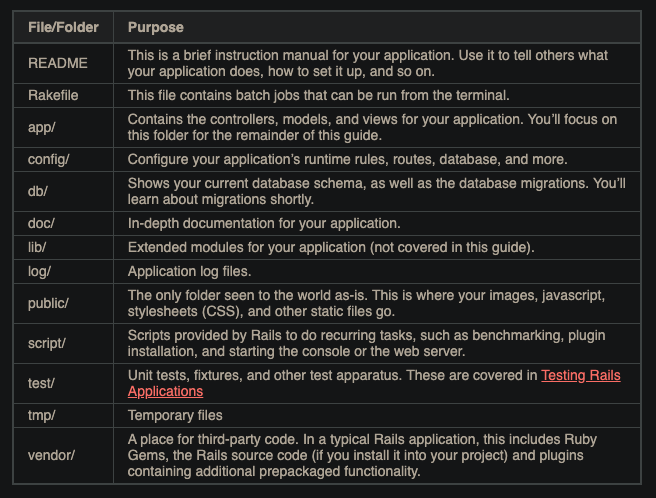 File/Folder Purpose
README This is a brief instruction manual for your application. Use it to tell others what
your application does, how to set it up, and so on.
Rakefile This file contains batch jobs that can be run from the terminal.
app/ Contains the controllers, models, and views for your application. You’ll focus on
this folder for the remainder of this guide.
config/ Configure your application’s runtime rules, routes, database, and more.
db/ Shows your current database schema, as well as the database migrations. You’ll
learn about migrations shortly.
doc/ In-depth documentation for your application.
lib/ Extended modules for your application (not covered in this guide).
log/ Application log files.
public/ The only folder seen to the world as-is. This is where your images, javascript,
stylesheets (CSS), and other static files go.
script/ Scripts provided by Rails to do recurring tasks, such as benchmarking, plugin
installation, and starting the console or the web server.
test/ Unit tests, fixtures, and other test apparatus. These are covered in Testing Rails
Applications
tmp/ Temporary files
vendor/ A place for third-party code. In a typical Rails application, this includes Ruby
Gems, the Rails source code (if you install it into your project) and plugins
containing additional prepackaged functionality.